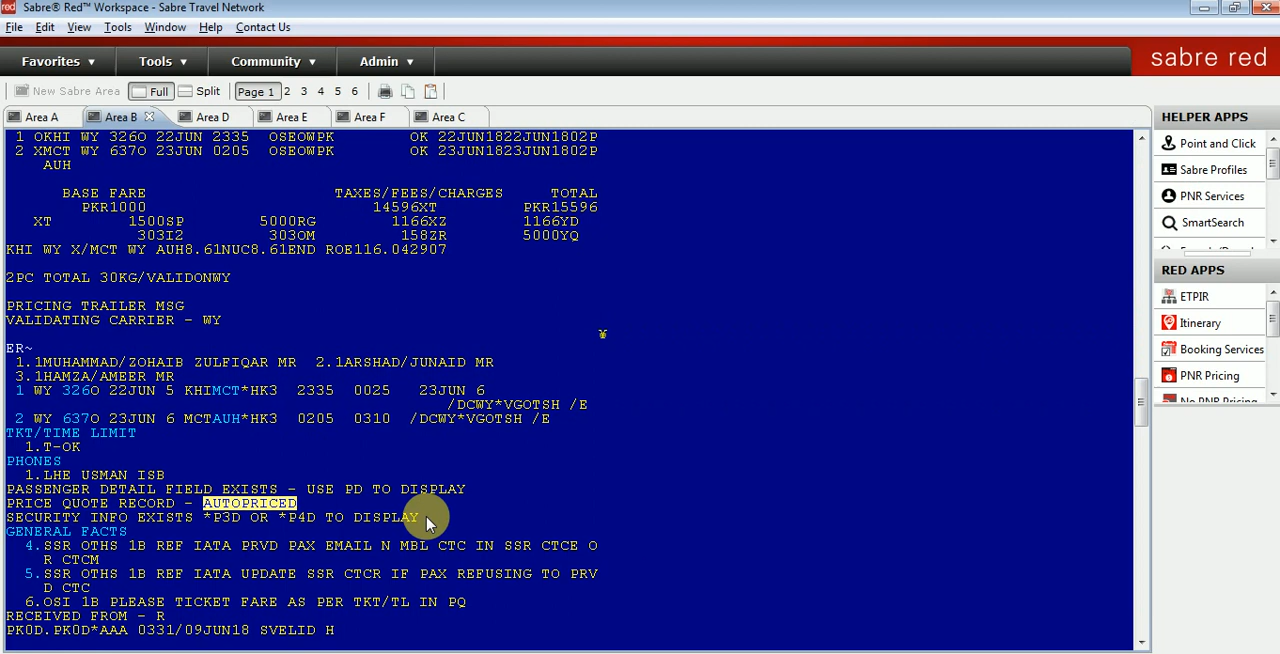 red Sabre® Red™ Workspace - Sabre Travel Network
File Edit View Tools Window Help Contact Us
Favorites Tools Community Admin sabre red
New Sabre Area Full Split Page 1 2 3 4 5 6
Area A Area B Area D Area E Area F Area C
1 OKHI WY 326O 22JUN 2335 OSEOWPK OK 22JUN1822JUN1802P
2 XMCT WY 637O 23JUN 0205 OSEOWPK OK 23JUN1823JUN1802P
AUH
BASE FARE TAXES/FEES/CHARGES TOTAL
PKR1000 14596XT PKR15596
XT 1500SP 5000RG 1166XZ 1166YD
303I2 303OM 158ZR 5000YQ
KHI WY X/MCT WY AUH8.61NUC8.61END ROE116.042907
2PC TOTAL 30KG/VALIDONWY
PRICING TRAILER MSG
VALIDATING CARRIER - WY
¥
ER~
1.1MUHAMMAD/ZOHAIB ZULFIQAR MR 2.1ARSHAD/JUNAID MR
3.1HAMZA/AMEER MR
1 WY 326O 22JUN 5 KHIMCT*HK3 2335 0025 23JUN 6
/DCWY*VGOTSH /E
2 WY 637O 23JUN 6 MCTAUH*HK3 0205 0310 /DCWY*VGOTSH /E
TKT/TIME LIMIT
1.T-OK
PHONES
1.LHE USMAN ISB
PASSENGER DETAIL FIELD EXISTS - USE PD TO DISPLAY
PRICE QUOTE RECORD - AUTOPRICED
SECURITY INFO EXISTS *P3D OR *P4D TO DISPLAY
GENERAL FACTS
4.SSR OTHS 1B REF IATA PRVD PAX EMAIL N MBL CTC IN SSR CTCE O
R CTCM
5.SSR OTHS 1B REF IATA UPDATE SSR CTCR IF PAX REFUSING TO PRV
D CTC
6.OSI 1B PLEASE TICKET FARE AS PER TKT/TL IN PQ
RECEIVED FROM - R
PK0D.PK0D*AAA 0331/09JUN18 SVELID H
HELPER APPS
Point and Click
Sabre Profiles
PNR Services
SmartSearch
RED APPS
ETPIR
Itinerary
Booking Services
PNR Pricing
No PNR Pricing